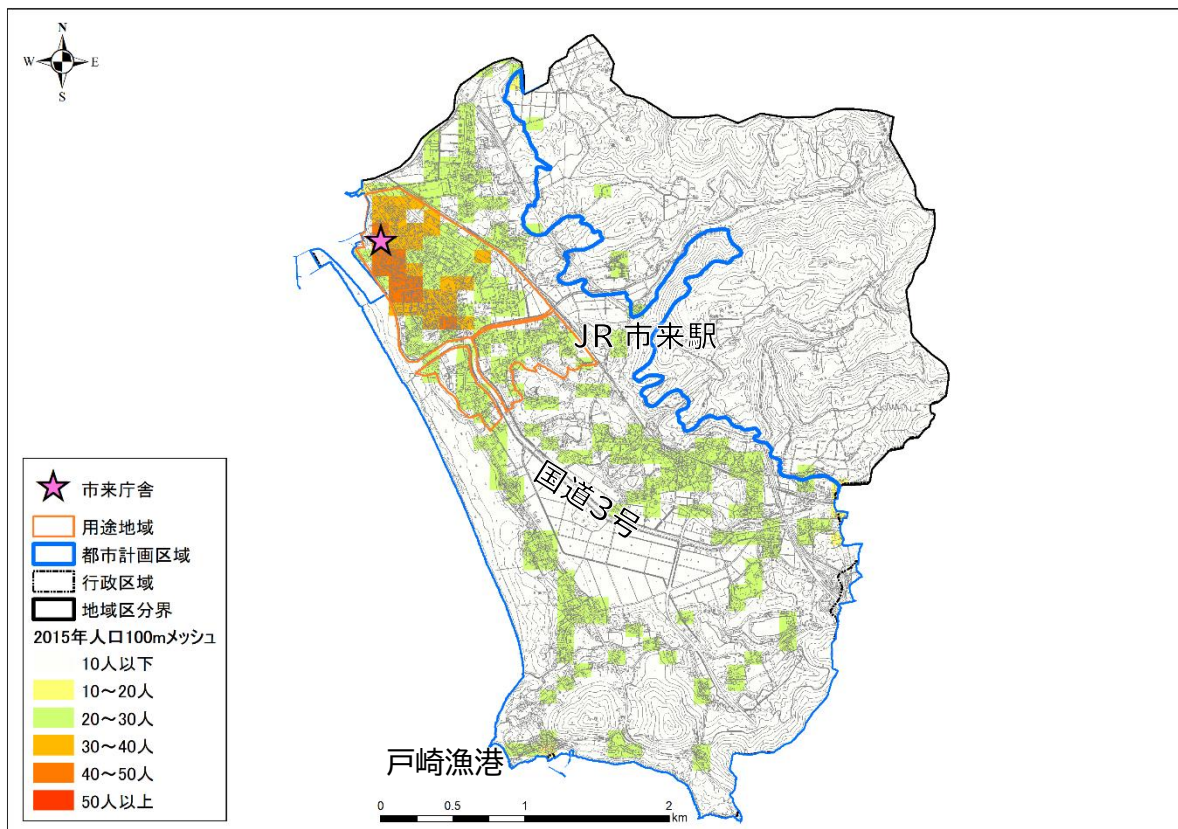 N
W E
S
JR 市来駅
国道3号
戸崎漁港
市来庁舎
用途地域
都市計画区域
行政区域
地域区分界
2015年人口100mメッシュ
10人以下
10～20人
20～30人
30～40人
40～50人
50人以上
0 0.5 1 2
km